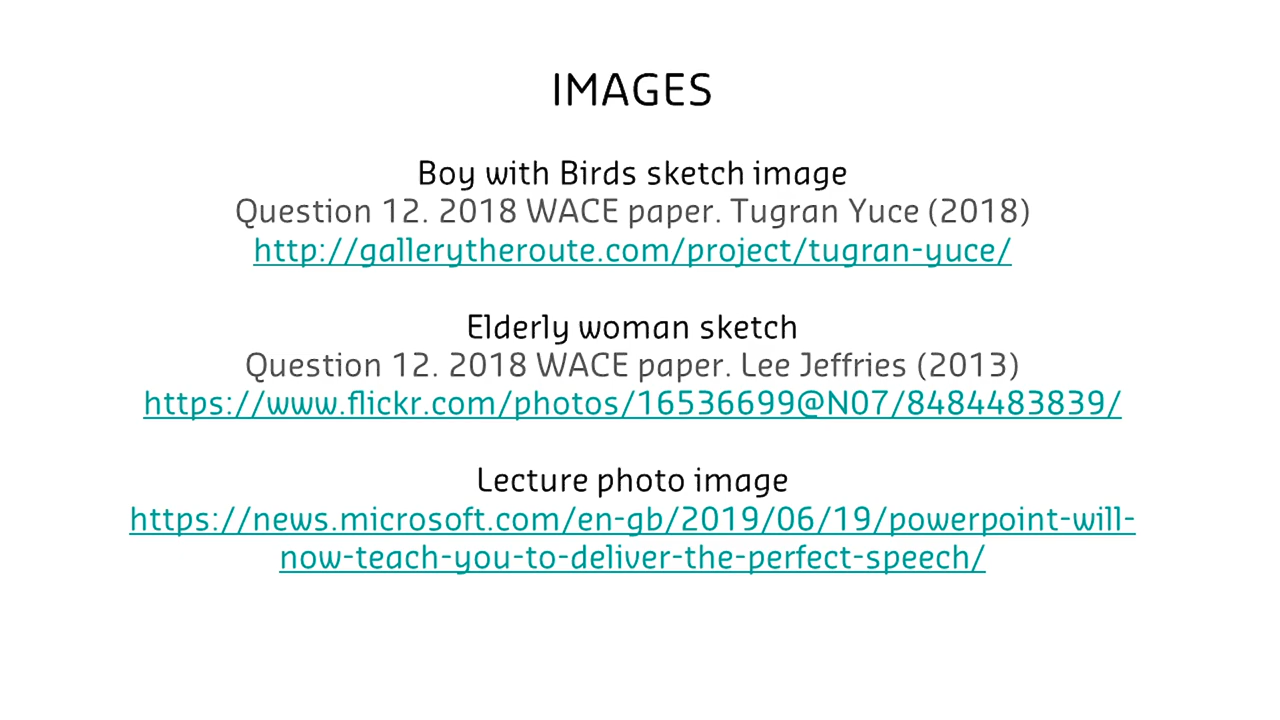 IMAGES
Boy with Birds sketch image
Question 12. 2018 WACE paper. Tugran Yuce (2018)
http://gallerytheroute.com/project/tugran-yuce/
Elderly woman sketch
Question 12. 2018 WACE paper. Lee Jeffries (2013)
https://www.flickr.com/photos/16536699@N07/8484483839/
Lecture photo image
https://news.microsoft.com/en-gb/2019/06/19/powerpoint-will-
now-teach-you-to-deliver-the-perfect-speech/